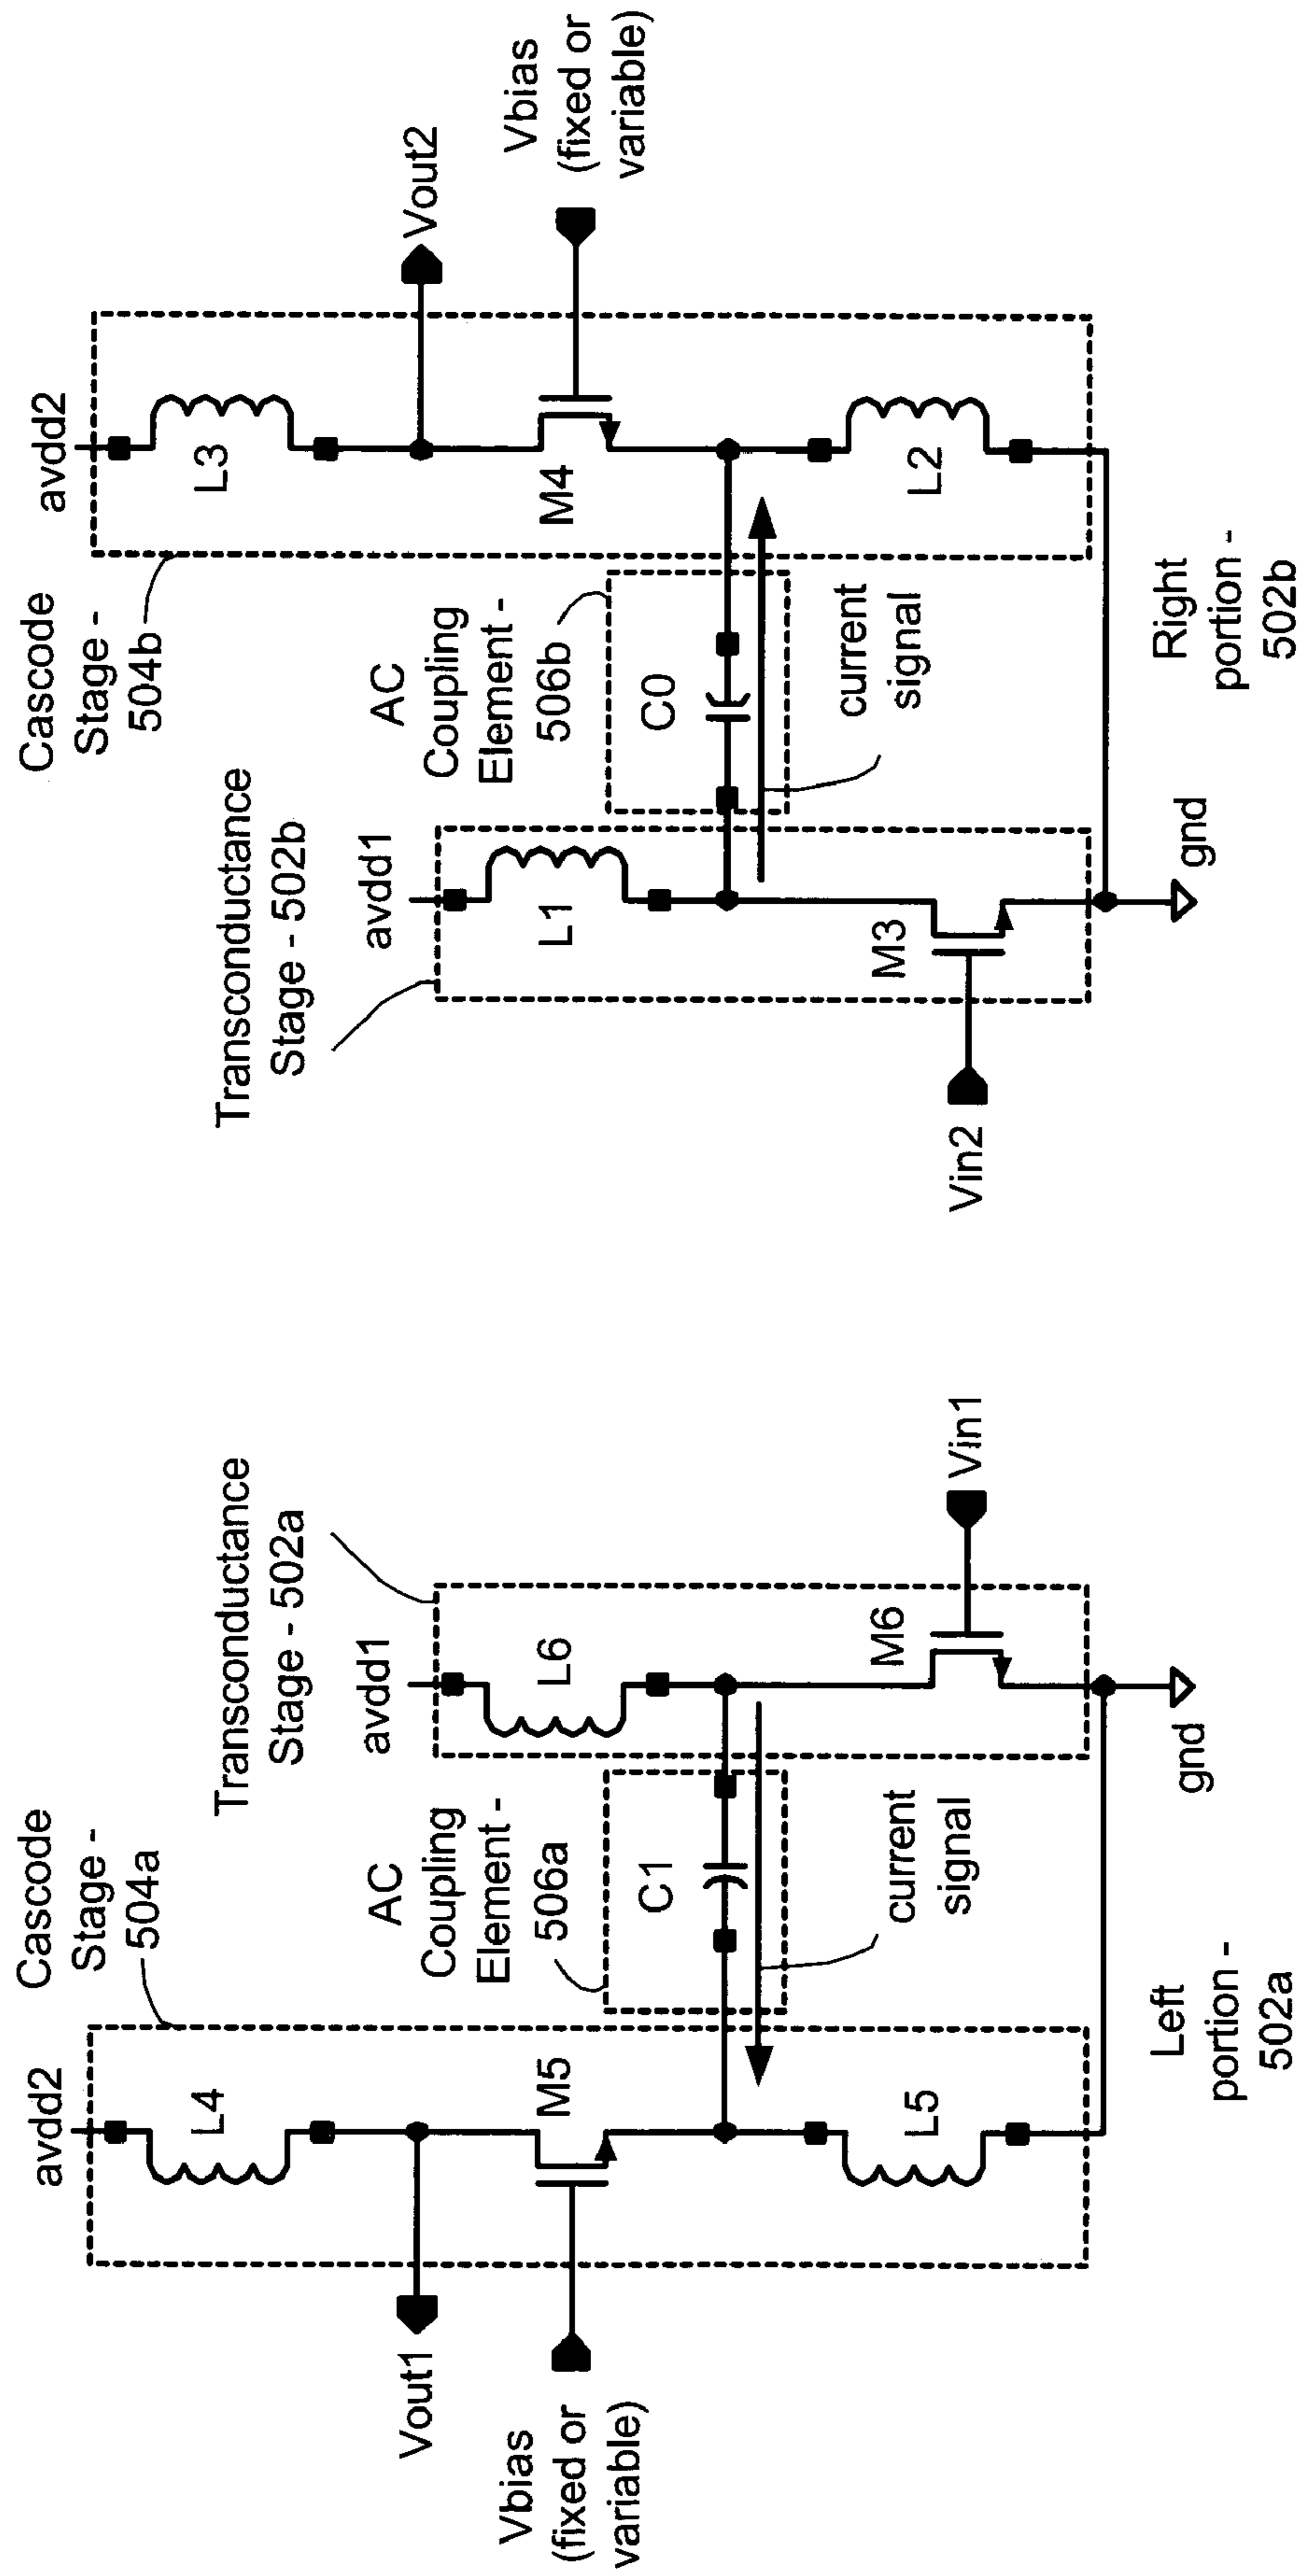 Cascode
Stage -
504a
Transconductance
Stage - 502a
avdd2
L4
Vout1
M5
Vbias
(fixed or
variable)
L5
AC
Coupling
Element -
506a
C1
current
signal
avdd1
L6
M6
Vin1
gnd
Left
portion -
502a
Transconductance
Stage - 502b
Cascode
Stage -
504b
avdd1
L1
M3
Vin2
gnd
AC
Coupling
Element -
506b
C0
current
signal
avdd2
L3
Vout2
M4
Vbias
(fixed or
variable)
L2
Right
portion -
502b